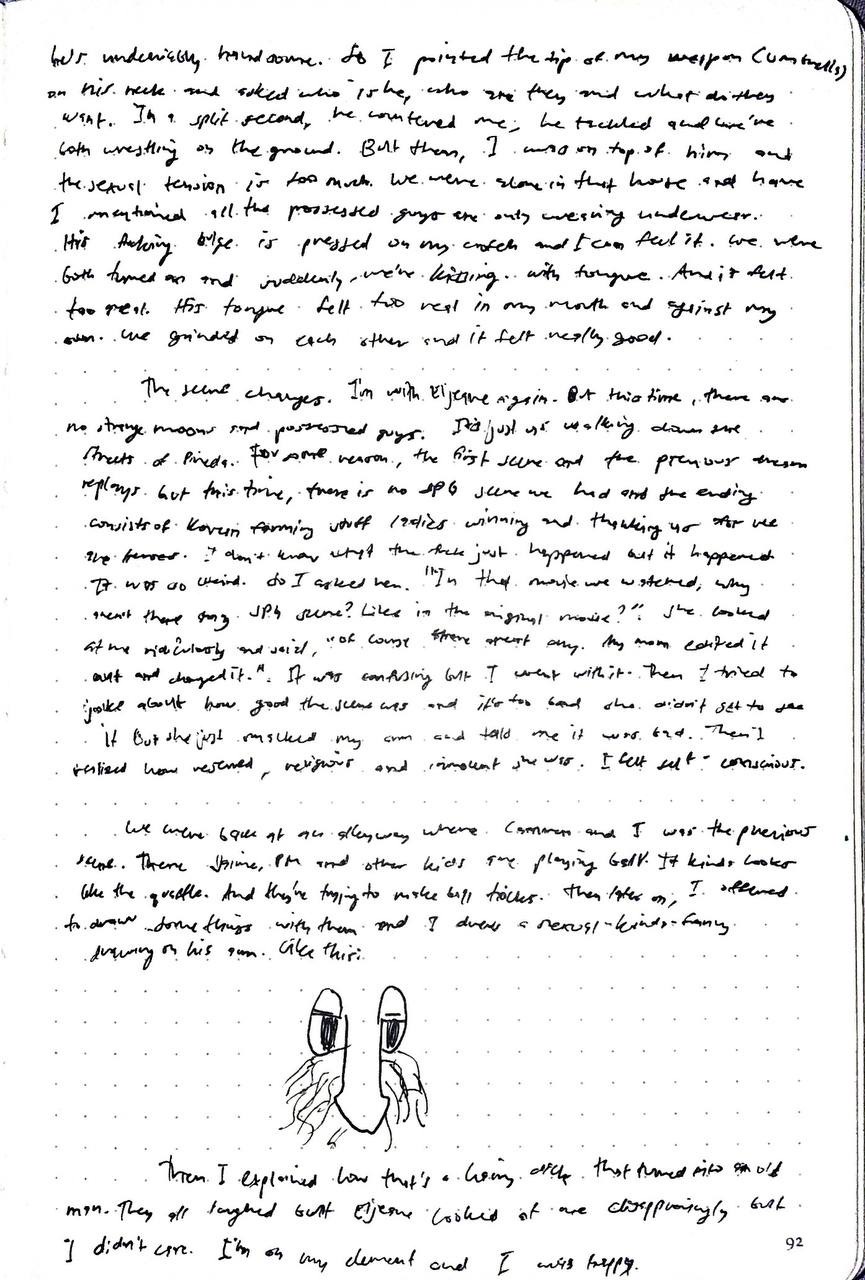 he's undeniably handsome. So I pointed the tip of my weapon (umbrella)
on his neck and asked who is he, who are they and what do they
want. In a split second, he countered me, he tackled and we've
both wrestling on the ground. But then, I was on top of him and
the sexual tension is too much. We were alone in that house and have
I mentioned all the possessed guys are only wearing underwear.
His fucking bulge is pressed on my crotch and I can feel it. We were
both turned on and suddenly, we're kissing. with tongue. And it felt
too real. His tongue felt too real in my mouth and against my
own. We grinded on each other and it felt really good.
The scene changes. I'm with Eljeane again. But this time, there are
no strange moons and possessed guys. It's just us walking down the
streets of Pineda. For some reason, the first scene and the previous dream
replays but this time, there is no SPG scene we had and the ending
consists of Korean farming stuff ladies winning and thanking us for we
the heroes. I don't know what the fuck just happened but it happened
It was so weird. So I asked her. "In that movie we watched, why
aren't there any SPG scene? Like in the original movie?". She looked
at me ridiculously and said, "of course there aren't any. My mom edited it
out and changed it.". It was confusing but I went with it. Then I tried to
joke about how good the scene was and it's too bad she didn't get to see
it But she just smacked my arm and told me it was bad. Then I
realized how reserved, religious and innocent she was. I felt self-conscious.
We were back at an alleyway where Carmen and I was the previous
scene. There and other kids are playing ball. It kinda looks
like the quaffle. And they're trying to make ball tricks. Then later on, I offered
to draw some things with them and I drew a sexual-kinda-funny
drawing on his arm. Like this:
Then I explained how that's a living dick that turned into an old
man. They all laughed but Eljeane looked at me disapprovingly but
I didn't care. I'm on my element and I was happy.
92